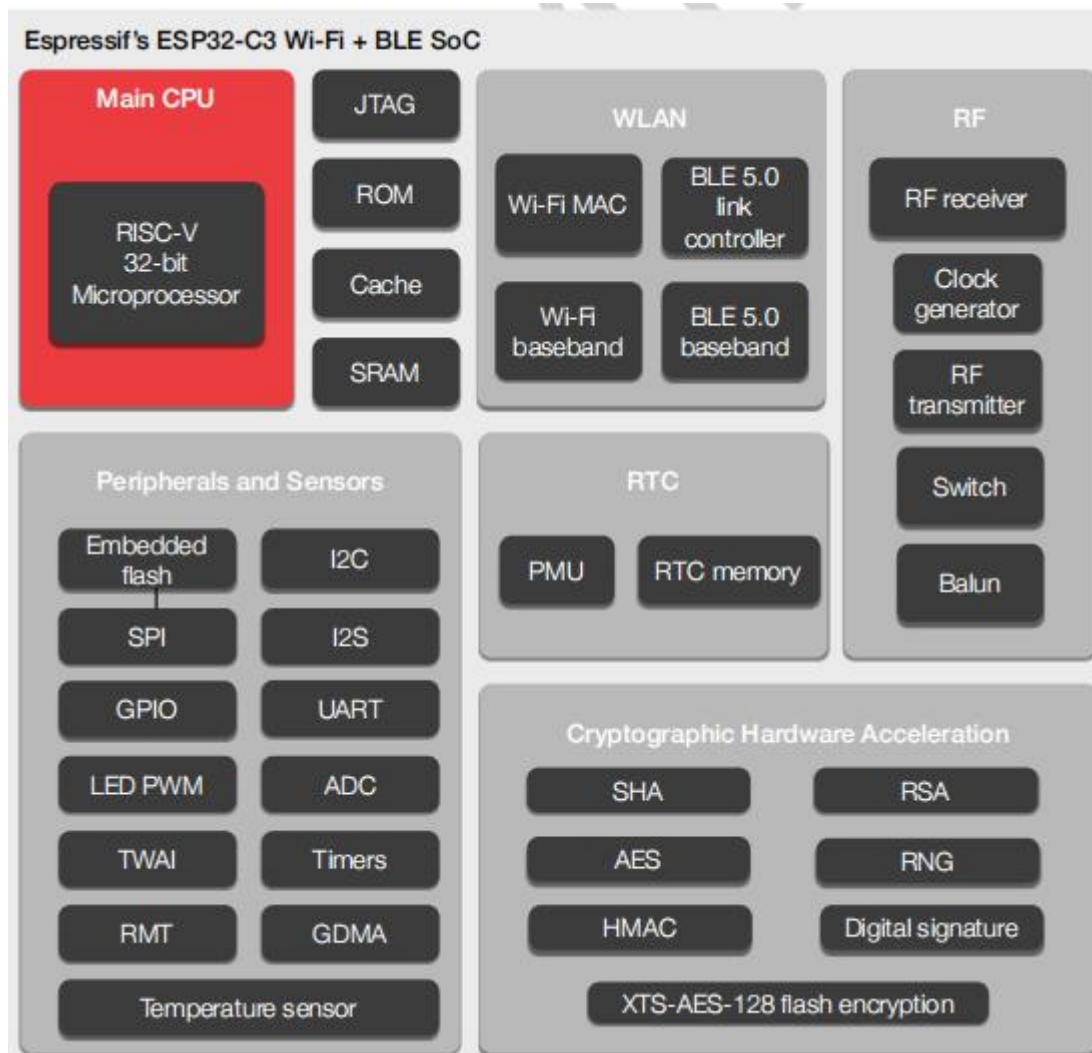 Espressif's ESP32-C3 Wi-Fi + BLE SoC
Main CPU
RISC-V
32-bit
Microprocessor
JTAG
ROM
Cache
SRAM
WLAN
Wi-Fi MAC
BLE 5.0
link
controller
Wi-Fi
baseband
BLE 5.0
baseband
RF
RF receiver
Clock
generator
RF
transmitter
Switch
Balun
Peripherals and Sensors
Embedded
flash
I2C
SPI
I2S
GPIO
UART
LED PWM
ADC
TWAI
Timers
RMT
GDMA
Temperature sensor
RTC
PMU
RTC memory
Cryptographic Hardware Acceleration
SHA
RSA
AES
RNG
HMAC
Digital signature
XTS-AES-128 flash encryption